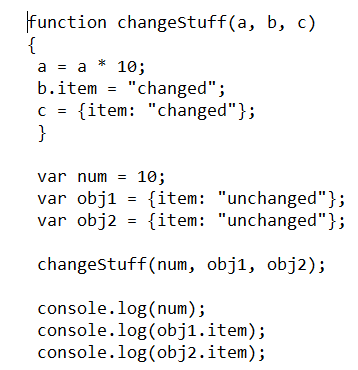 function changeStuff(a, b, c)
{
a = a * 10;
b.item = "changed";
c = {item: "changed"};
}
var num = 10;
var obj1 = {item: "unchanged"};
var obj2 = {item: "unchanged"};
changeStuff(num, obj1, obj2);
console.log(num);
console.log(obj1.item);
console.log(obj2.item);